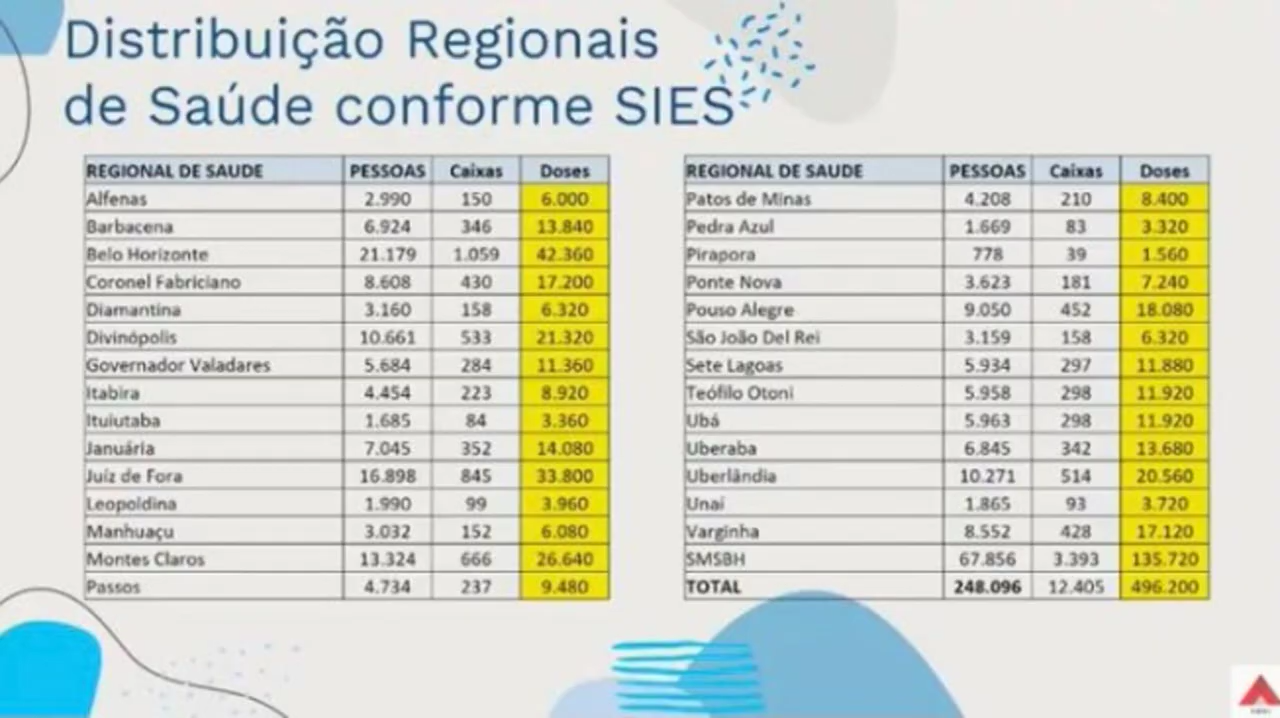 Distribuição Regionais
de Saúde conforme SIES
REGIONAL DE SAUDE PESSOAS Caixas Doses
Alfenas 2.990 150 6.000
Barbacena 6.924 346 13.840
Belo Horizonte 21.179 1.059 42.360
Coronel Fabriciano 8.608 430 17.200
Diamantina 3.160 158 6.320
Divinópolis 10.661 533 21.320
Governador Valadares 5.684 284 11.360
Itabira 4.454 223 8.920
Ituiutaba 1.685 84 3.360
Januária 7.045 352 14.080
Juíz de Fora 16.898 845 33.800
Leopoldina 1.990 99 3.960
Manhuaçu 3.032 152 6.080
Montes Claros 13.324 666 26.640
Passos 4.734 237 9.480
REGIONAL DE SAUDE PESSOAS Caixas Doses
Patos de Minas 4.208 210 8.400
Pedra Azul 1.669 83 3.320
Pirapora 778 39 1.560
Ponte Nova 3.623 181 7.240
Pouso Alegre 9.050 452 18.080
São João Del Rei 3.159 158 6.320
Sete Lagoas 5.934 297 11.880
Teófilo Otoni 5.958 298 11.920
Ubá 5.963 298 11.920
Uberaba 6.845 342 13.680
Uberlândia 10.271 514 20.560
Unaí 1.865 93 3.720
Varginha 8.552 428 17.120
SMSBH 67.856 3.393 135.720
TOTAL 248.096 12.405 496.200